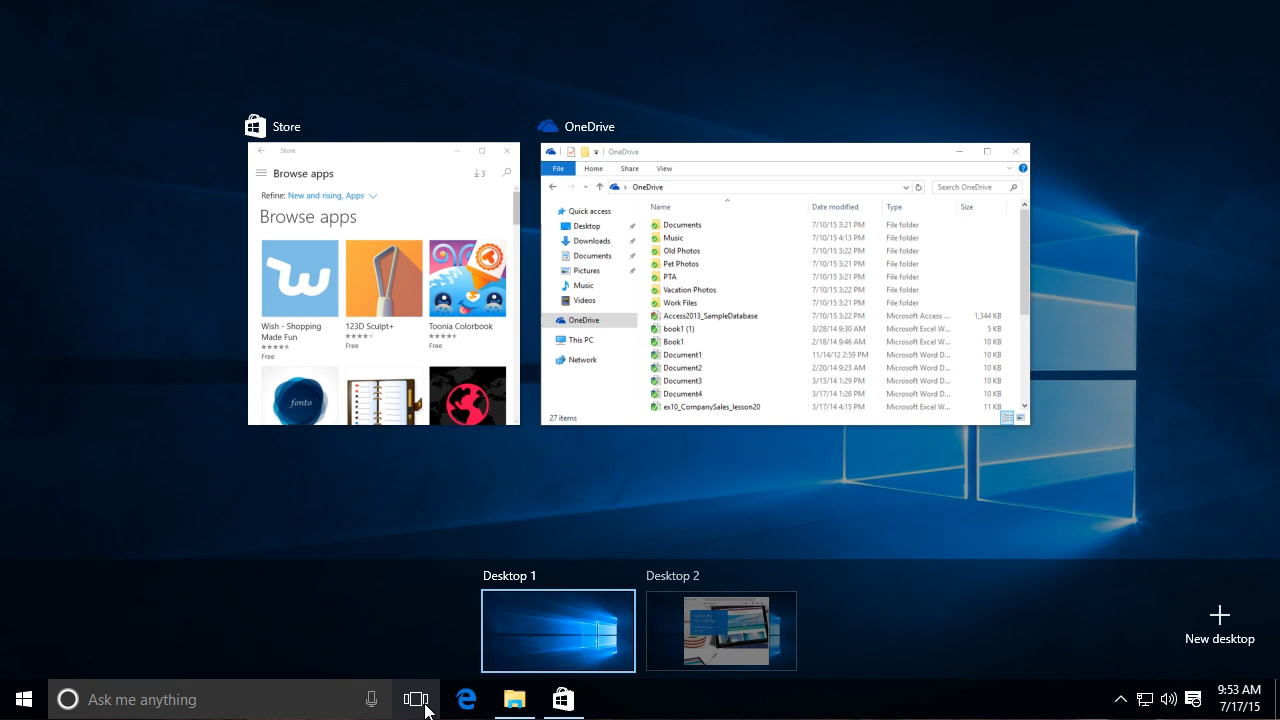 Store
Store
Browse apps
3
Refine: New and rising, Apps
Browse apps
Wish - Shopping
Made Fun
Free
123D Sculpt+
Free
Toonia Colorbook
Free
fonto
OneDrive
OneDrive
File Home Share View
OneDrive
Search OneDrive
Quick access
Desktop
Downloads
Documents
Pictures
Music
Videos
OneDrive
This PC
Network
Name Date modified Type Size
Documents 7/10/15 3:21 PM File folder
Music 7/10/15 4:13 PM File folder
Old Photos 7/10/15 3:22 PM File folder
Pet Photos 7/10/15 3:21 PM File folder
PTA 7/10/15 3:21 PM File folder
Vacation Photos 7/10/15 3:22 PM File folder
Work Files 7/10/15 3:21 PM File folder
Access2013_SampleDatabase 7/10/15 3:22 PM Microsoft Access ... 1,344 KB
book1 (1) 3/28/14 9:30 AM Microsoft Excel W... 5 KB
Book1 2/18/14 9:46 AM Microsoft Excel W... 10 KB
Document1 11/14/12 2:59 PM Microsoft Word D... 10 KB
Document2 2/20/14 9:23 AM Microsoft Word D... 10 KB
Document3 3/13/14 1:29 PM Microsoft Word D... 10 KB
Document4 3/17/14 1:26 PM Microsoft Word D... 10 KB
ex10_CompanySales_lesson20 3/17/14 4:15 PM Microsoft Excel W... 11 KB
27 items
Desktop 1
Desktop 2
New desktop
Ask me anything
9:53 AM
7/17/15